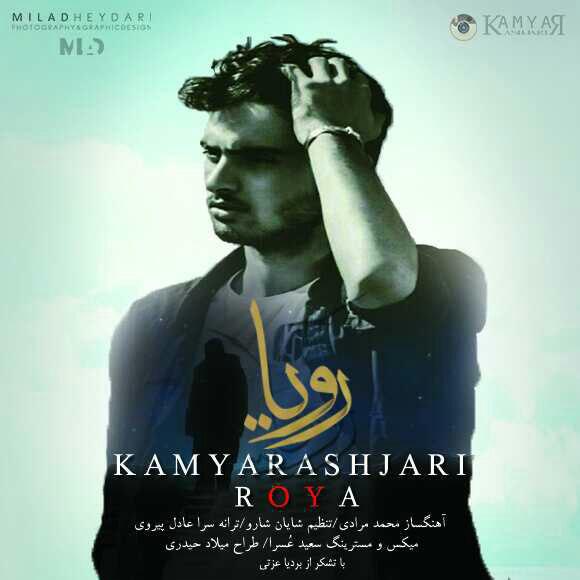 MILADHEYDARI
PHOTOGRAPHY&GRAPHICDESIGN
KAMYAR
ASHJARI
رویا
KAMYARASHJARI
ROYA
آهنگساز محمد مرادی/تنظیم شایان شارو/ترانه سرا عادل پیروی
میکس و مسترینگ سعید عُسرا/ طراح میلاد حیدری
با تشکر از بردیا عزتی